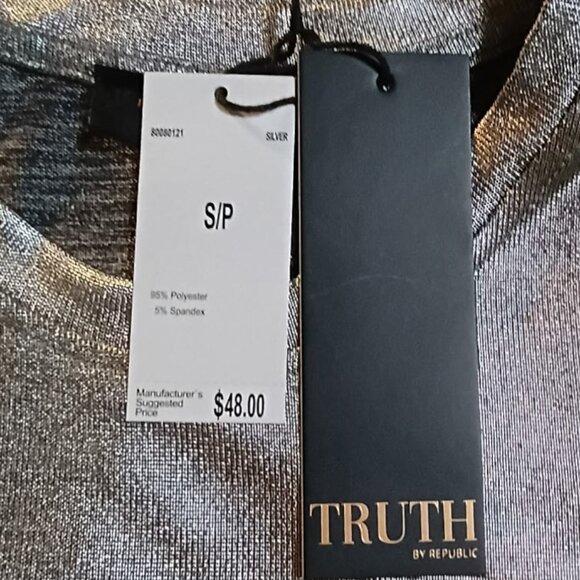 80080121 SILVER
S/P
95% Polyester
5% Spandex
Manufacturer's
Suggested
Price $48.00
TRUTH
BY REPUBLIC